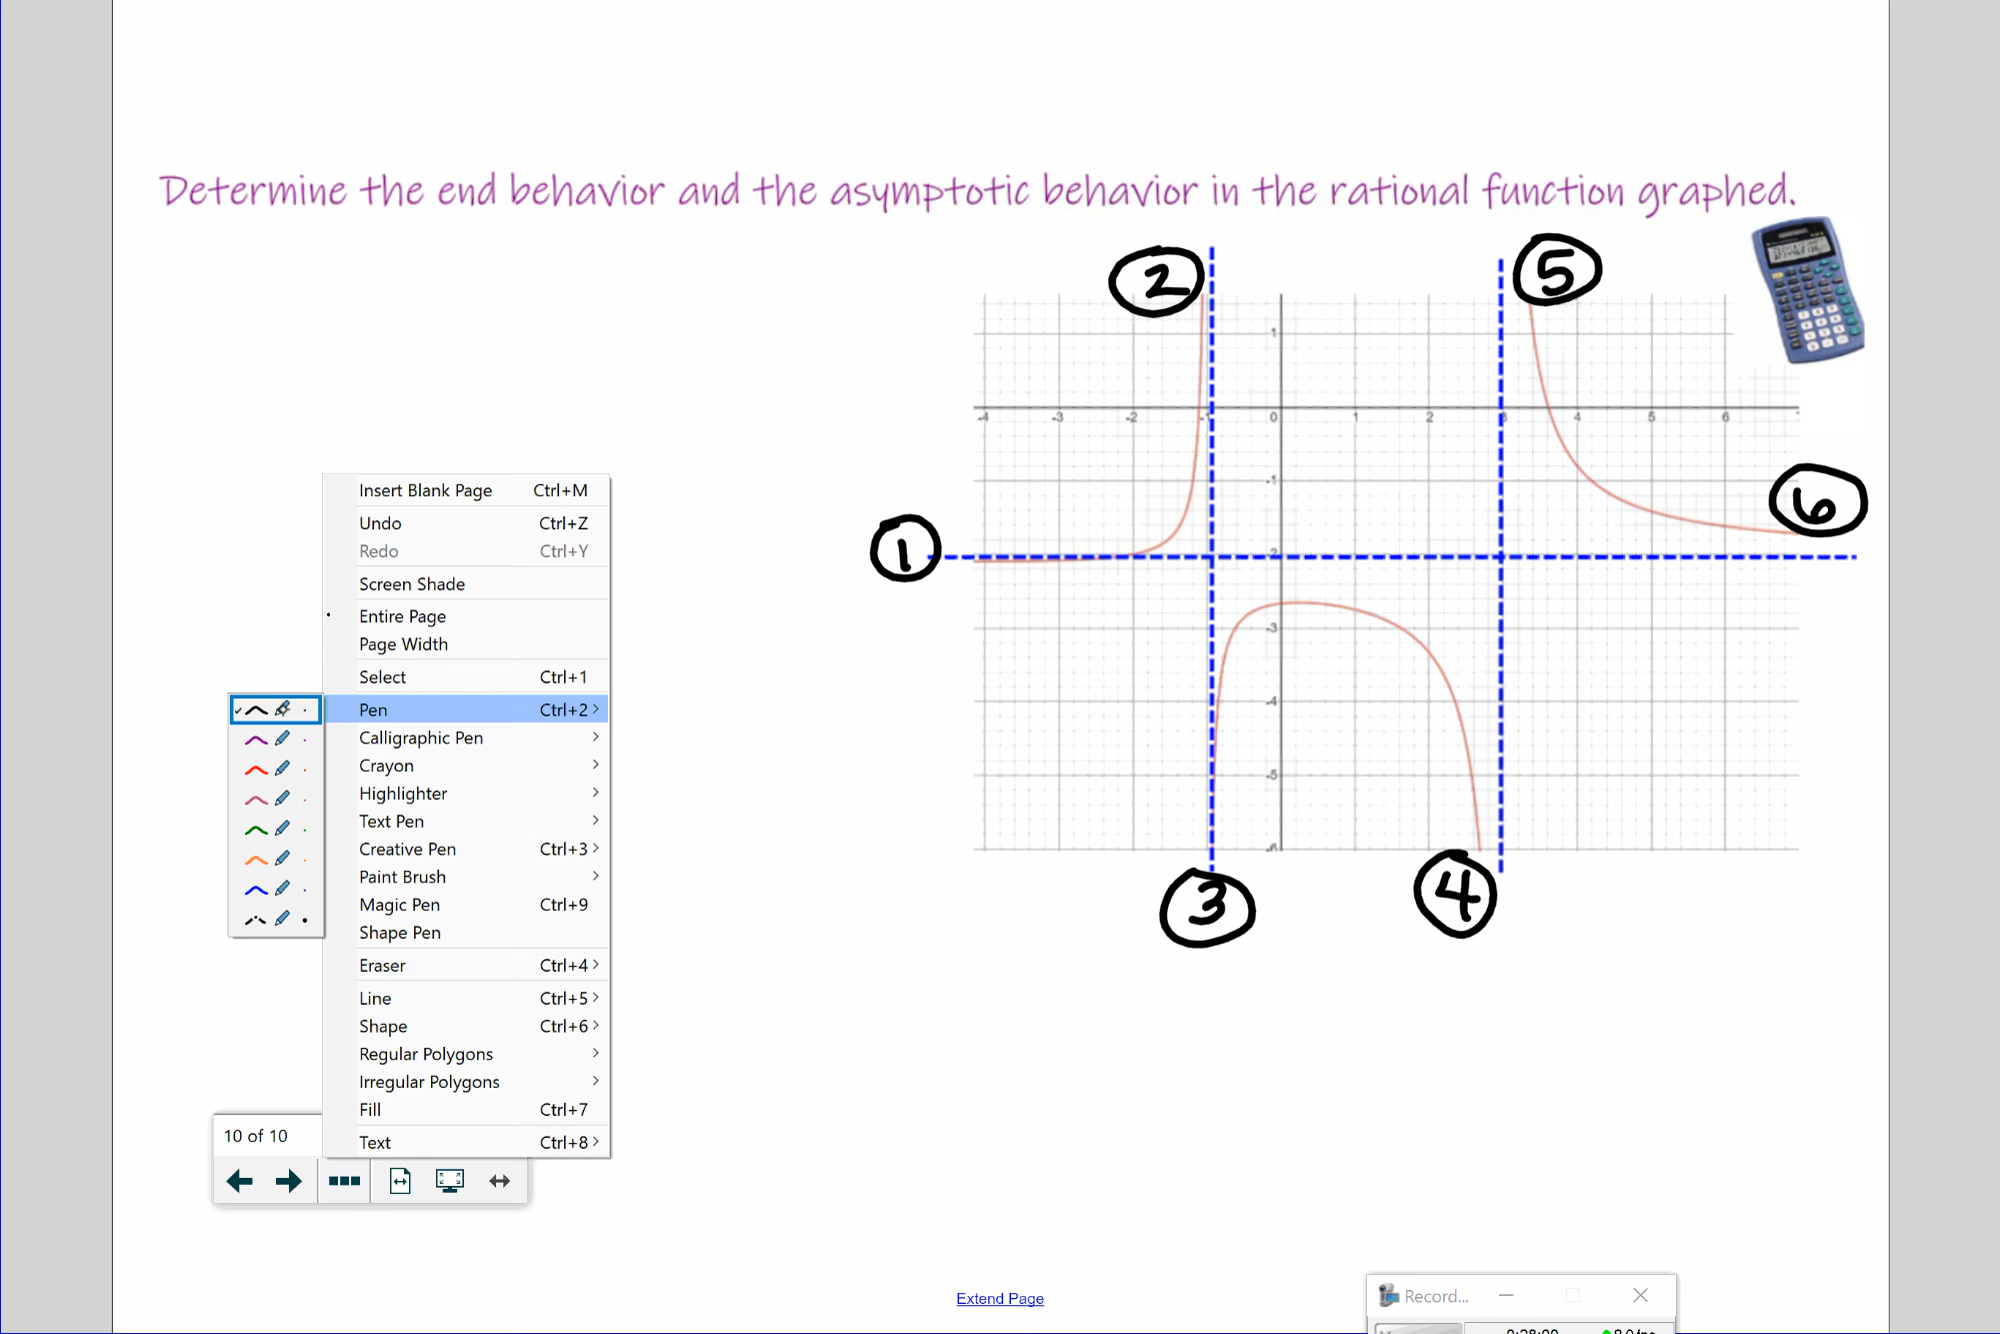 Determine the end behavior and the asymptotic behavior in the rational function graphed.
2
5
1
-4 -3 -2 -1 0 1 2 3 4 5 6
-1
6
1
-2
-3
-4
-5
-6
3
4
Insert Blank Page Ctrl+M
Undo Ctrl+Z
Redo Ctrl+Y
Screen Shade
Entire Page
Page Width
Select Ctrl+1
Pen Ctrl+2
Calligraphic Pen
Crayon
Highlighter
Text Pen
Creative Pen Ctrl+3
Paint Brush
Magic Pen Ctrl+9
Shape Pen
Eraser Ctrl+4
Line Ctrl+5
Shape Ctrl+6
Regular Polygons
Irregular Polygons
Fill Ctrl+7
Text Ctrl+8
10 of 10
Extend Page
Record...